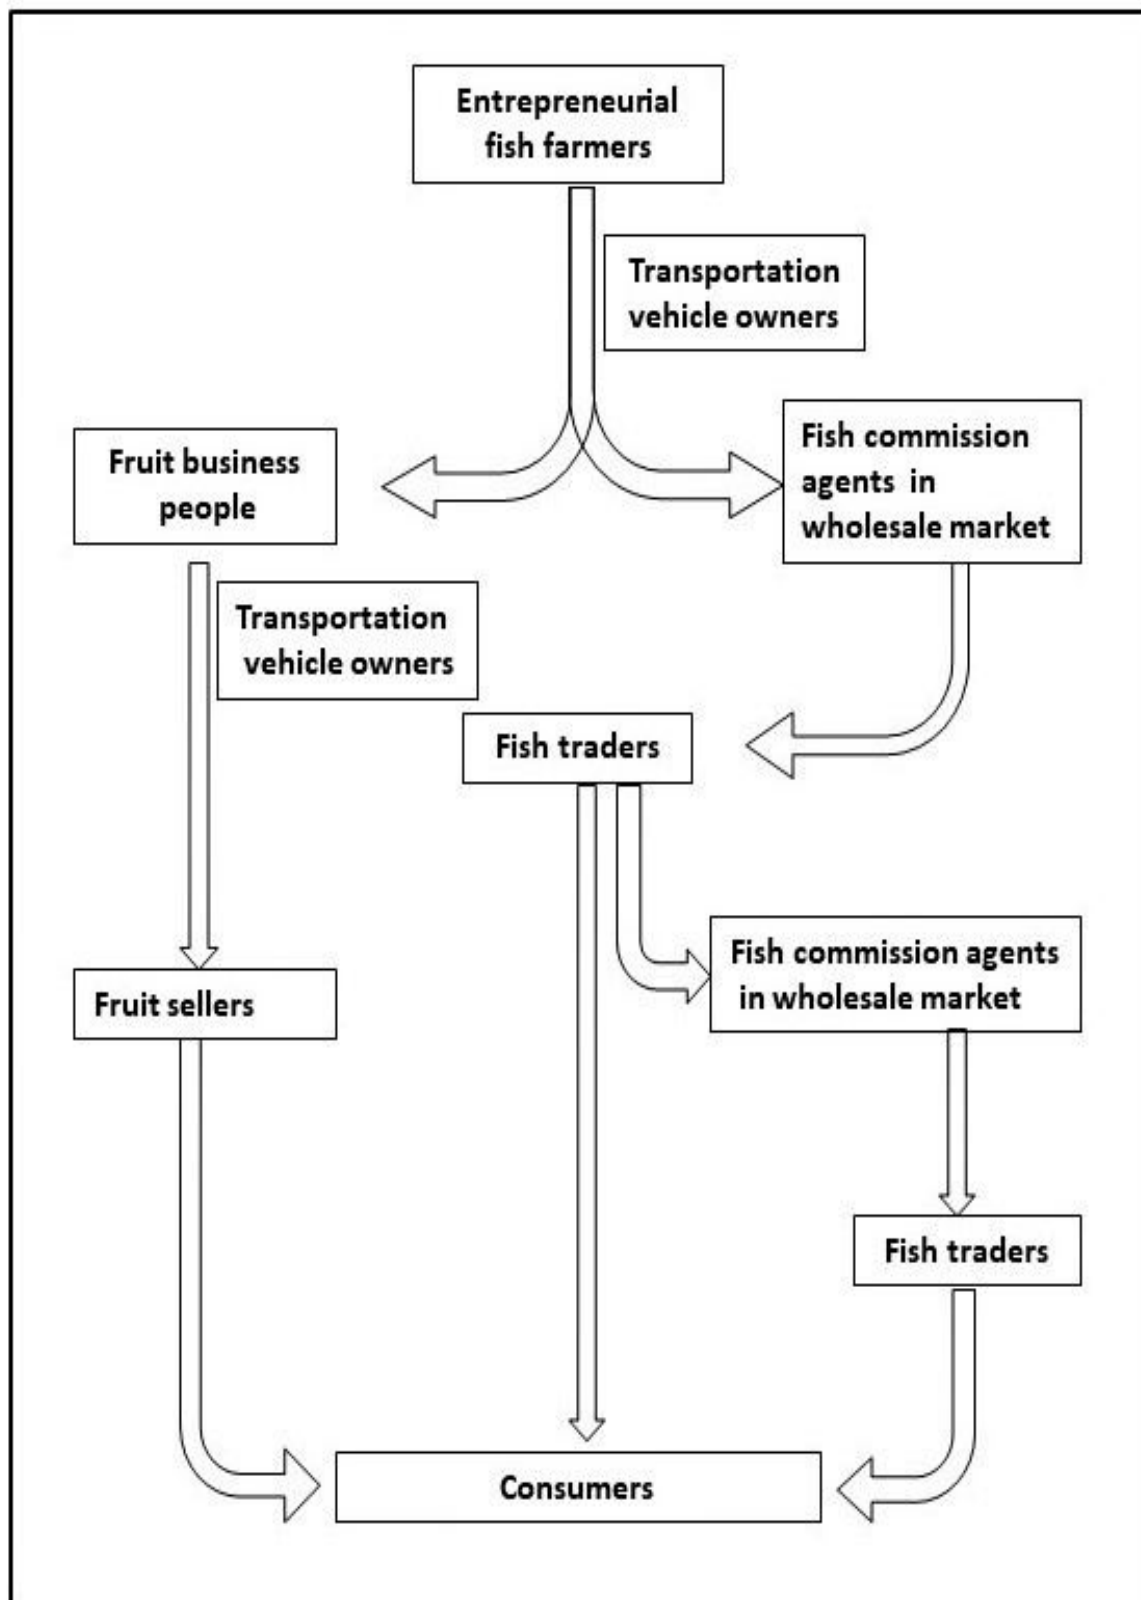 Entrepreneurial
fish farmers
Transportation
vehicle owners
Fruit business
people
Fish commission
agents in
wholesale market
Transportation
vehicle owners
Fish traders
Fruit sellers
Fish commission agents
in wholesale market
Fish traders
Consumers